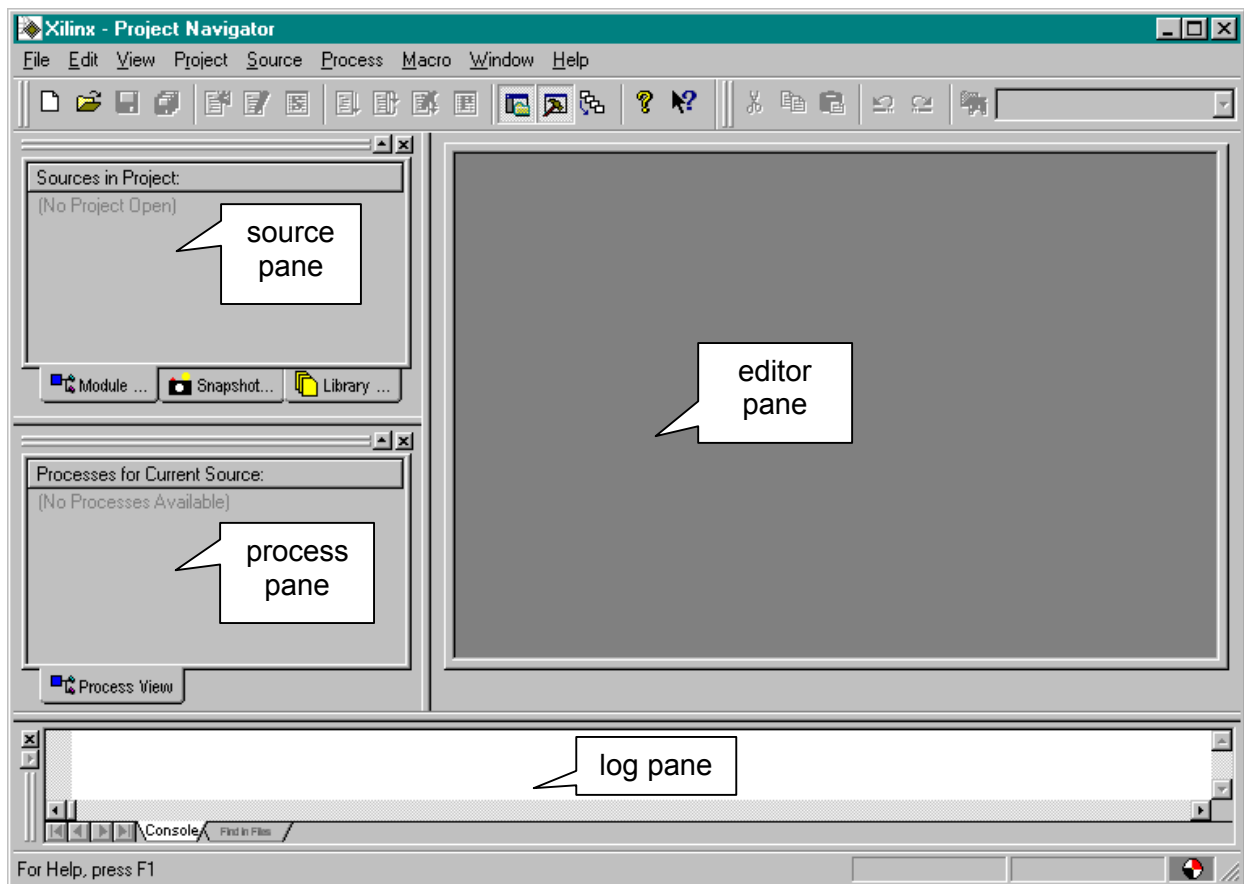 Xilinx - Project Navigator
File Edit View Project Source Process Macro Window Help
Sources in Project:
(No Project Open)
source
pane
Module ... Snapshot... Library ...
editor
pane
Processes for Current Source:
(No Processes Available)
process
pane
Process View
log pane
Console Find in Files
For Help, press F1